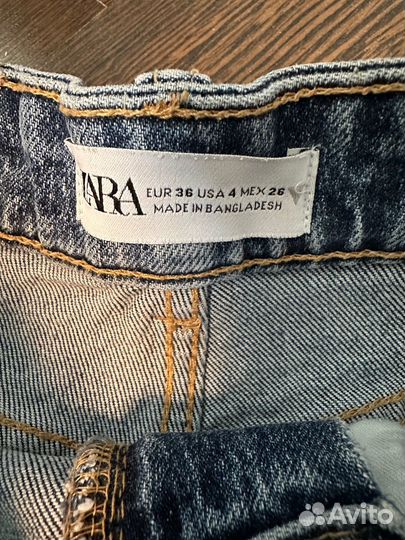 ZARA
EUR 36 USA 4 MEX 26
MADE IN BANGLADESH
Avito